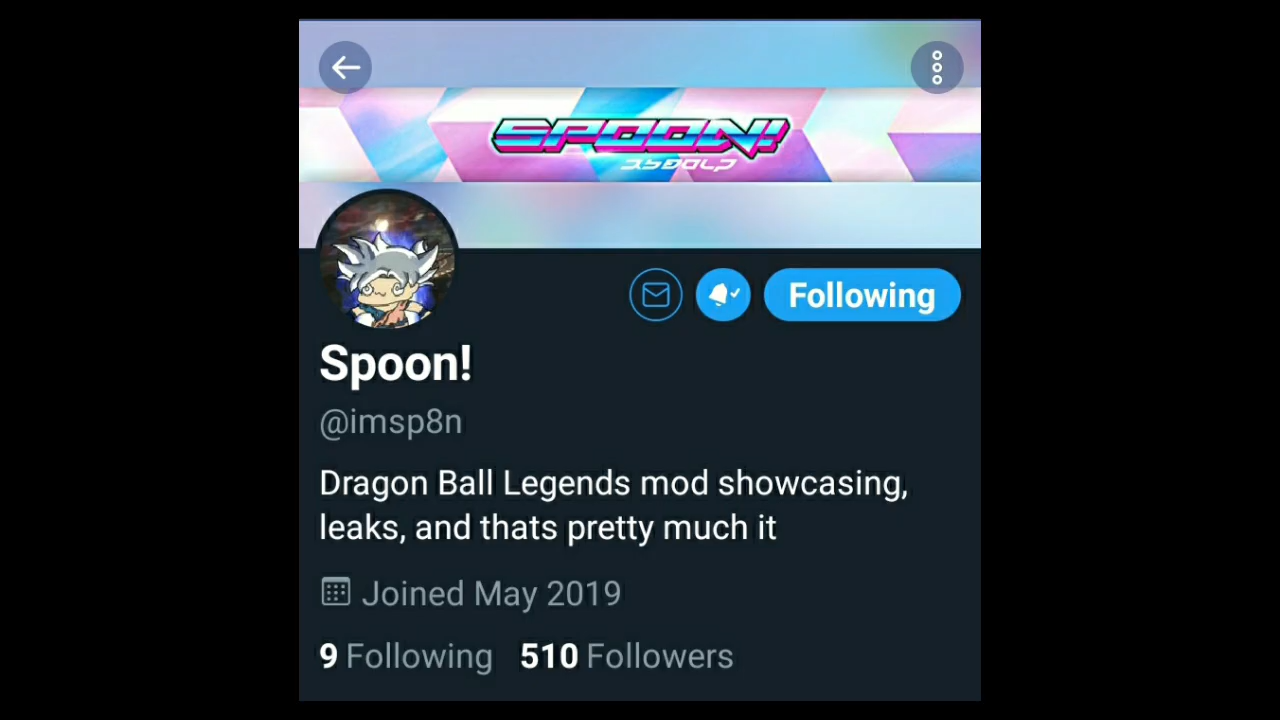 SPOON!
Following
Spoon!
@imsp8n
Dragon Ball Legends mod showcasing,
leaks, and thats pretty much it
Joined May 2019
9 Following 510 Followers